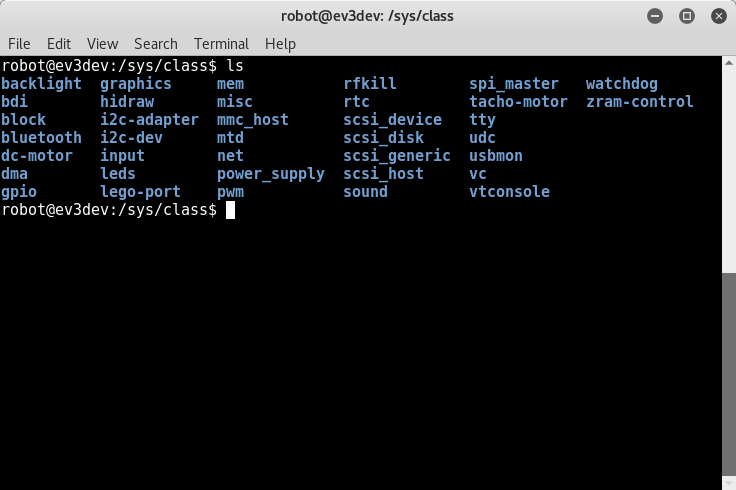 robot@ev3dev: /sys/class
File Edit View Search Terminal Help
robot@ev3dev:/sys/class$ ls
backlight graphics mem rfkill spi_master watchdog
bdi hidraw misc rtc tacho-motor zram-control
block i2c-adapter mmc_host scsi_device tty
bluetooth i2c-dev mtd scsi_disk udc
dc-motor input net scsi_generic usbmon
dma leds power_supply scsi_host vc
gpio lego-port pwm sound vtconsole
robot@ev3dev:/sys/class$